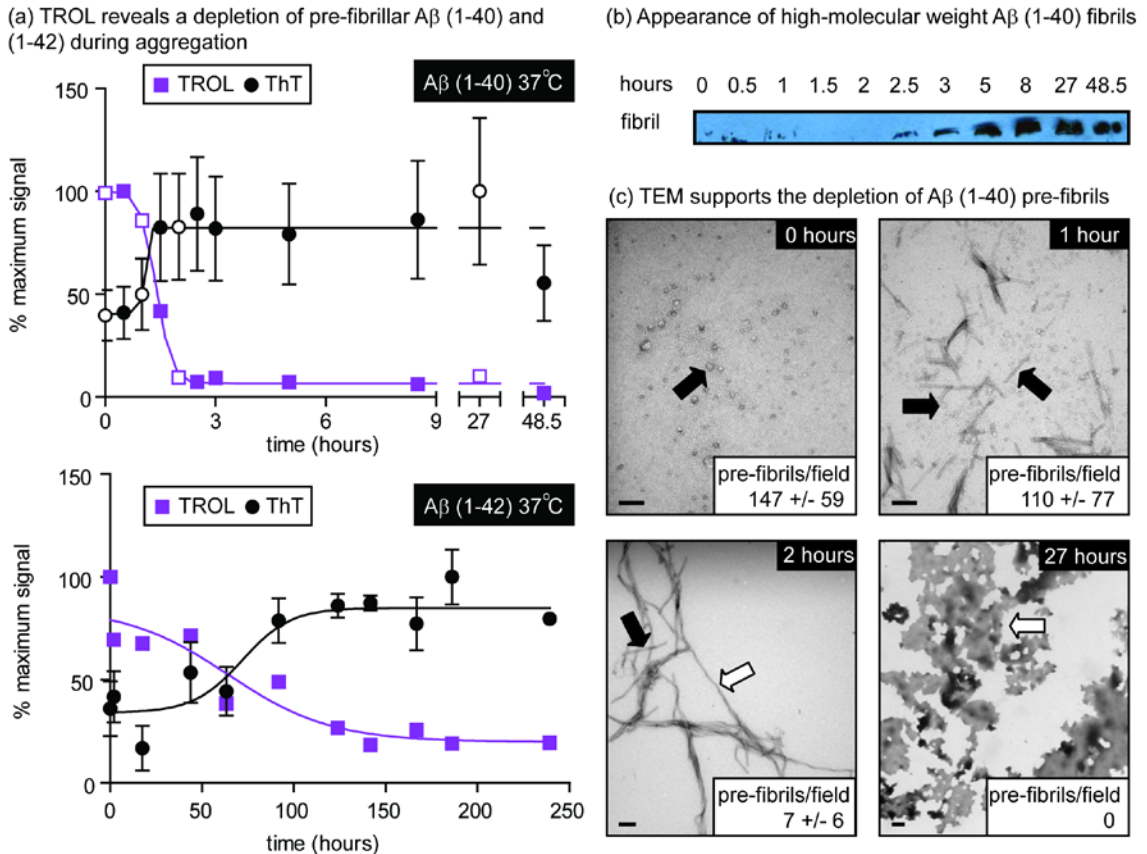 (a) TROL reveals a depletion of pre-fibrillar Aβ (1-40) and
(1-42) during aggregation
TROL ThT
Aβ (1-40) 37°C
150
100
50
0
% maximum signal
0 3 6 9 27 48.5
time (hours)
TROL ThT
Aβ (1-42) 37°C
150
100
50
0
% maximum signal
0 50 100 150 200 250
time (hours)
(b) Appearance of high-molecular weight Aβ (1-40) fibrils
hours 0 0.5 1 1.5 2 2.5 3 5 8 27 48.5
fibril
(c) TEM supports the depletion of Aβ (1-40) pre-fibrils
0 hours
pre-fibrils/field
147 +/- 59
1 hour
pre-fibrils/field
110 +/- 77
2 hours
pre-fibrils/field
7 +/- 6
27 hours
pre-fibrils/field
0